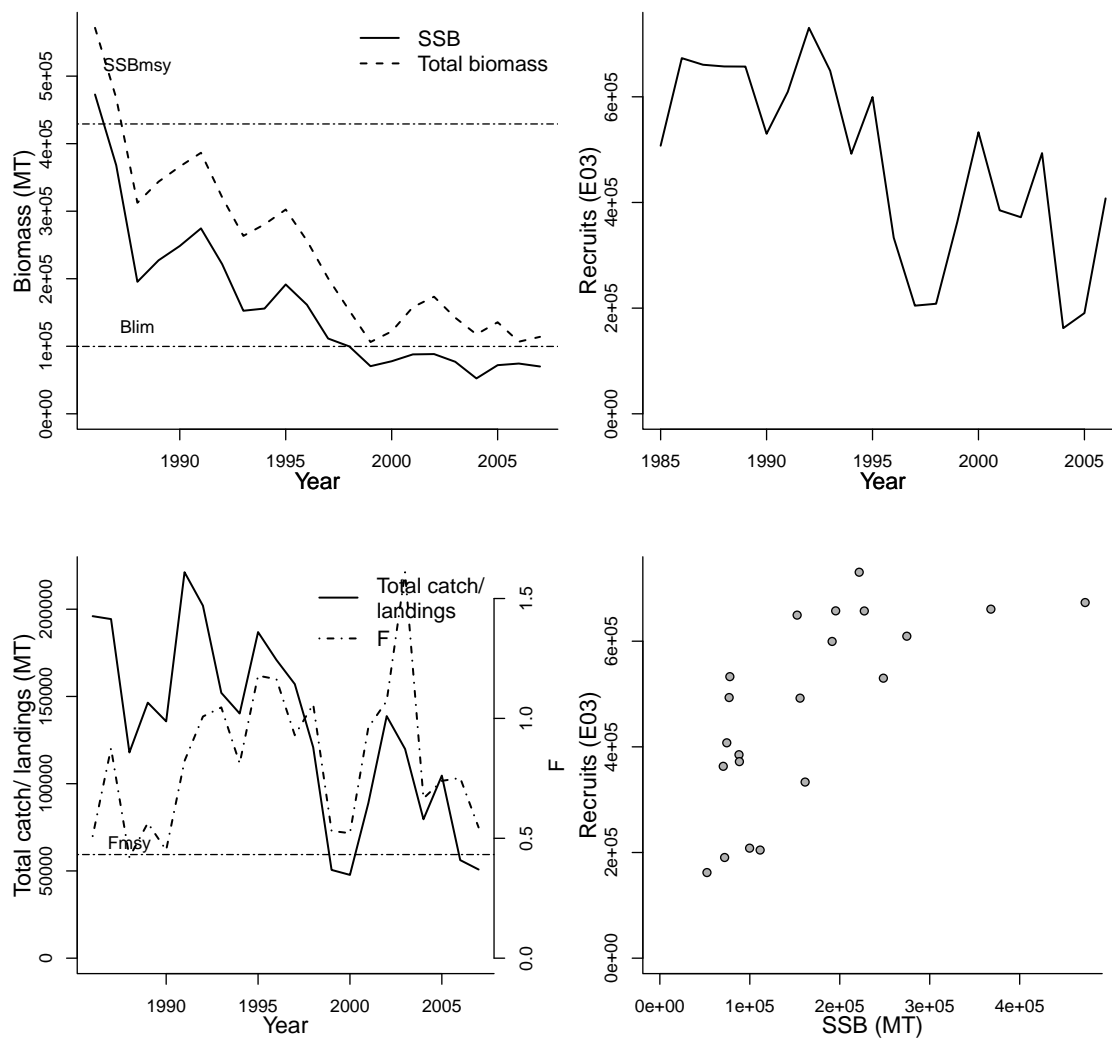 SSB
Total biomass
SSBmsy
Blim
Biomass (MT)
0e+00
1e+05
2e+05
3e+05
4e+05
5e+05
1990
1995
2000
2005
Year
Recruits (E03)
0e+00
2e+05
4e+05
6e+05
1985
1990
1995
2000
2005
Year
Total catch/
landings
F
Fmsy
Total catch/ landings (MT)
0
50000
100000
150000
200000
0.0
0.5
1.0
1.5
F
1990
1995
2000
2005
Year
Recruits (E03)
0e+00
2e+05
4e+05
6e+05
0e+00
1e+05
2e+05
3e+05
4e+05
SSB (MT)